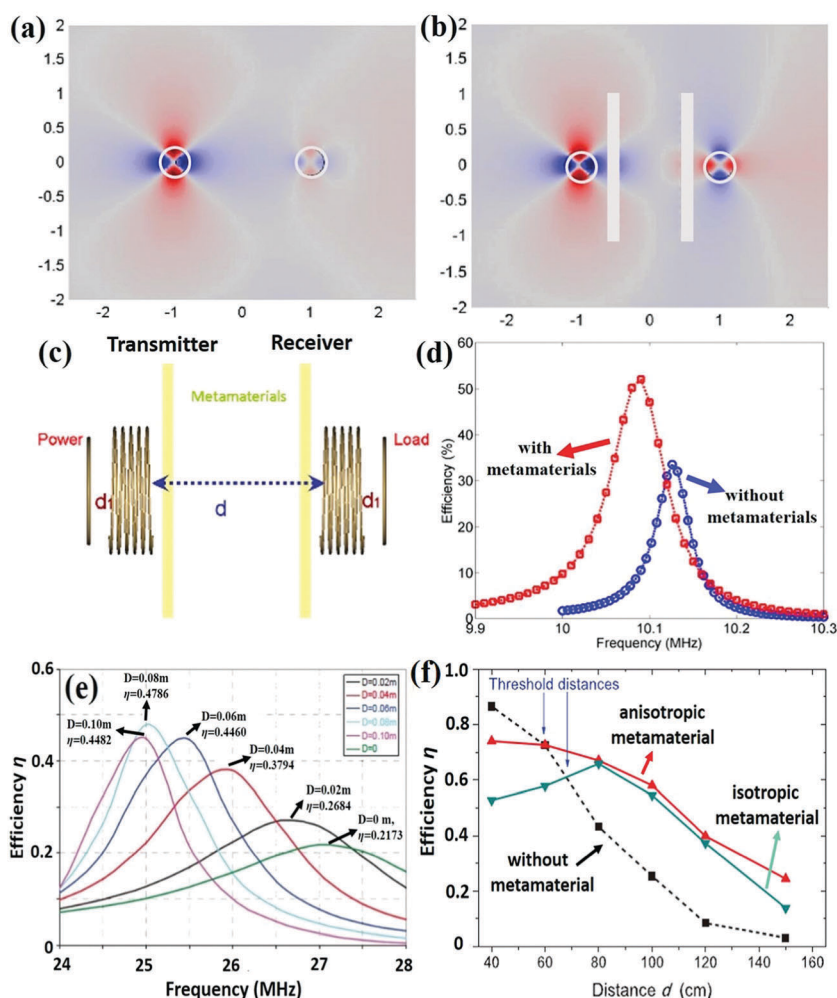 (a)
2
1.5
1
0.5
0
-0.5
-1
-1.5
-2
-2 -1 0 1 2
(b)
2
1.5
1
0.5
0
-0.5
-1
-1.5
-2
-2 -1 0 1 2
(c)
Transmitter Receiver
Metamaterials
Power Load
d1 d d1
(d)
60
50
40
30
20
10
0
Efficiency (%)
with
metamaterials
without
metamaterials
9.9 10 10.1 10.2 10.3
Frequency (MHz)
(e)
0.6
0.4
0.2
0
Efficiency η
D=0.08m
η=0.4786
D=0.10m
η=0.4482
D=0.06m
η=0.4460
D=0.04m
η=0.3794
D=0.02m
η=0.2684
D=0 m,
η=0.2173
D=0.02m
D=0.04m
D=0.06m
D=0.08m
D=0.10m
D=0
24 25 26 27 28
Frequency (MHz)
(f)
1.0
0.8
0.6
0.4
0.2
0
Efficiency η
Threshold distances
anisotropic
metamaterial
isotropic
metamaterial
without
metamaterial
40 60 80 100 120 140 160
Distance d (cm)